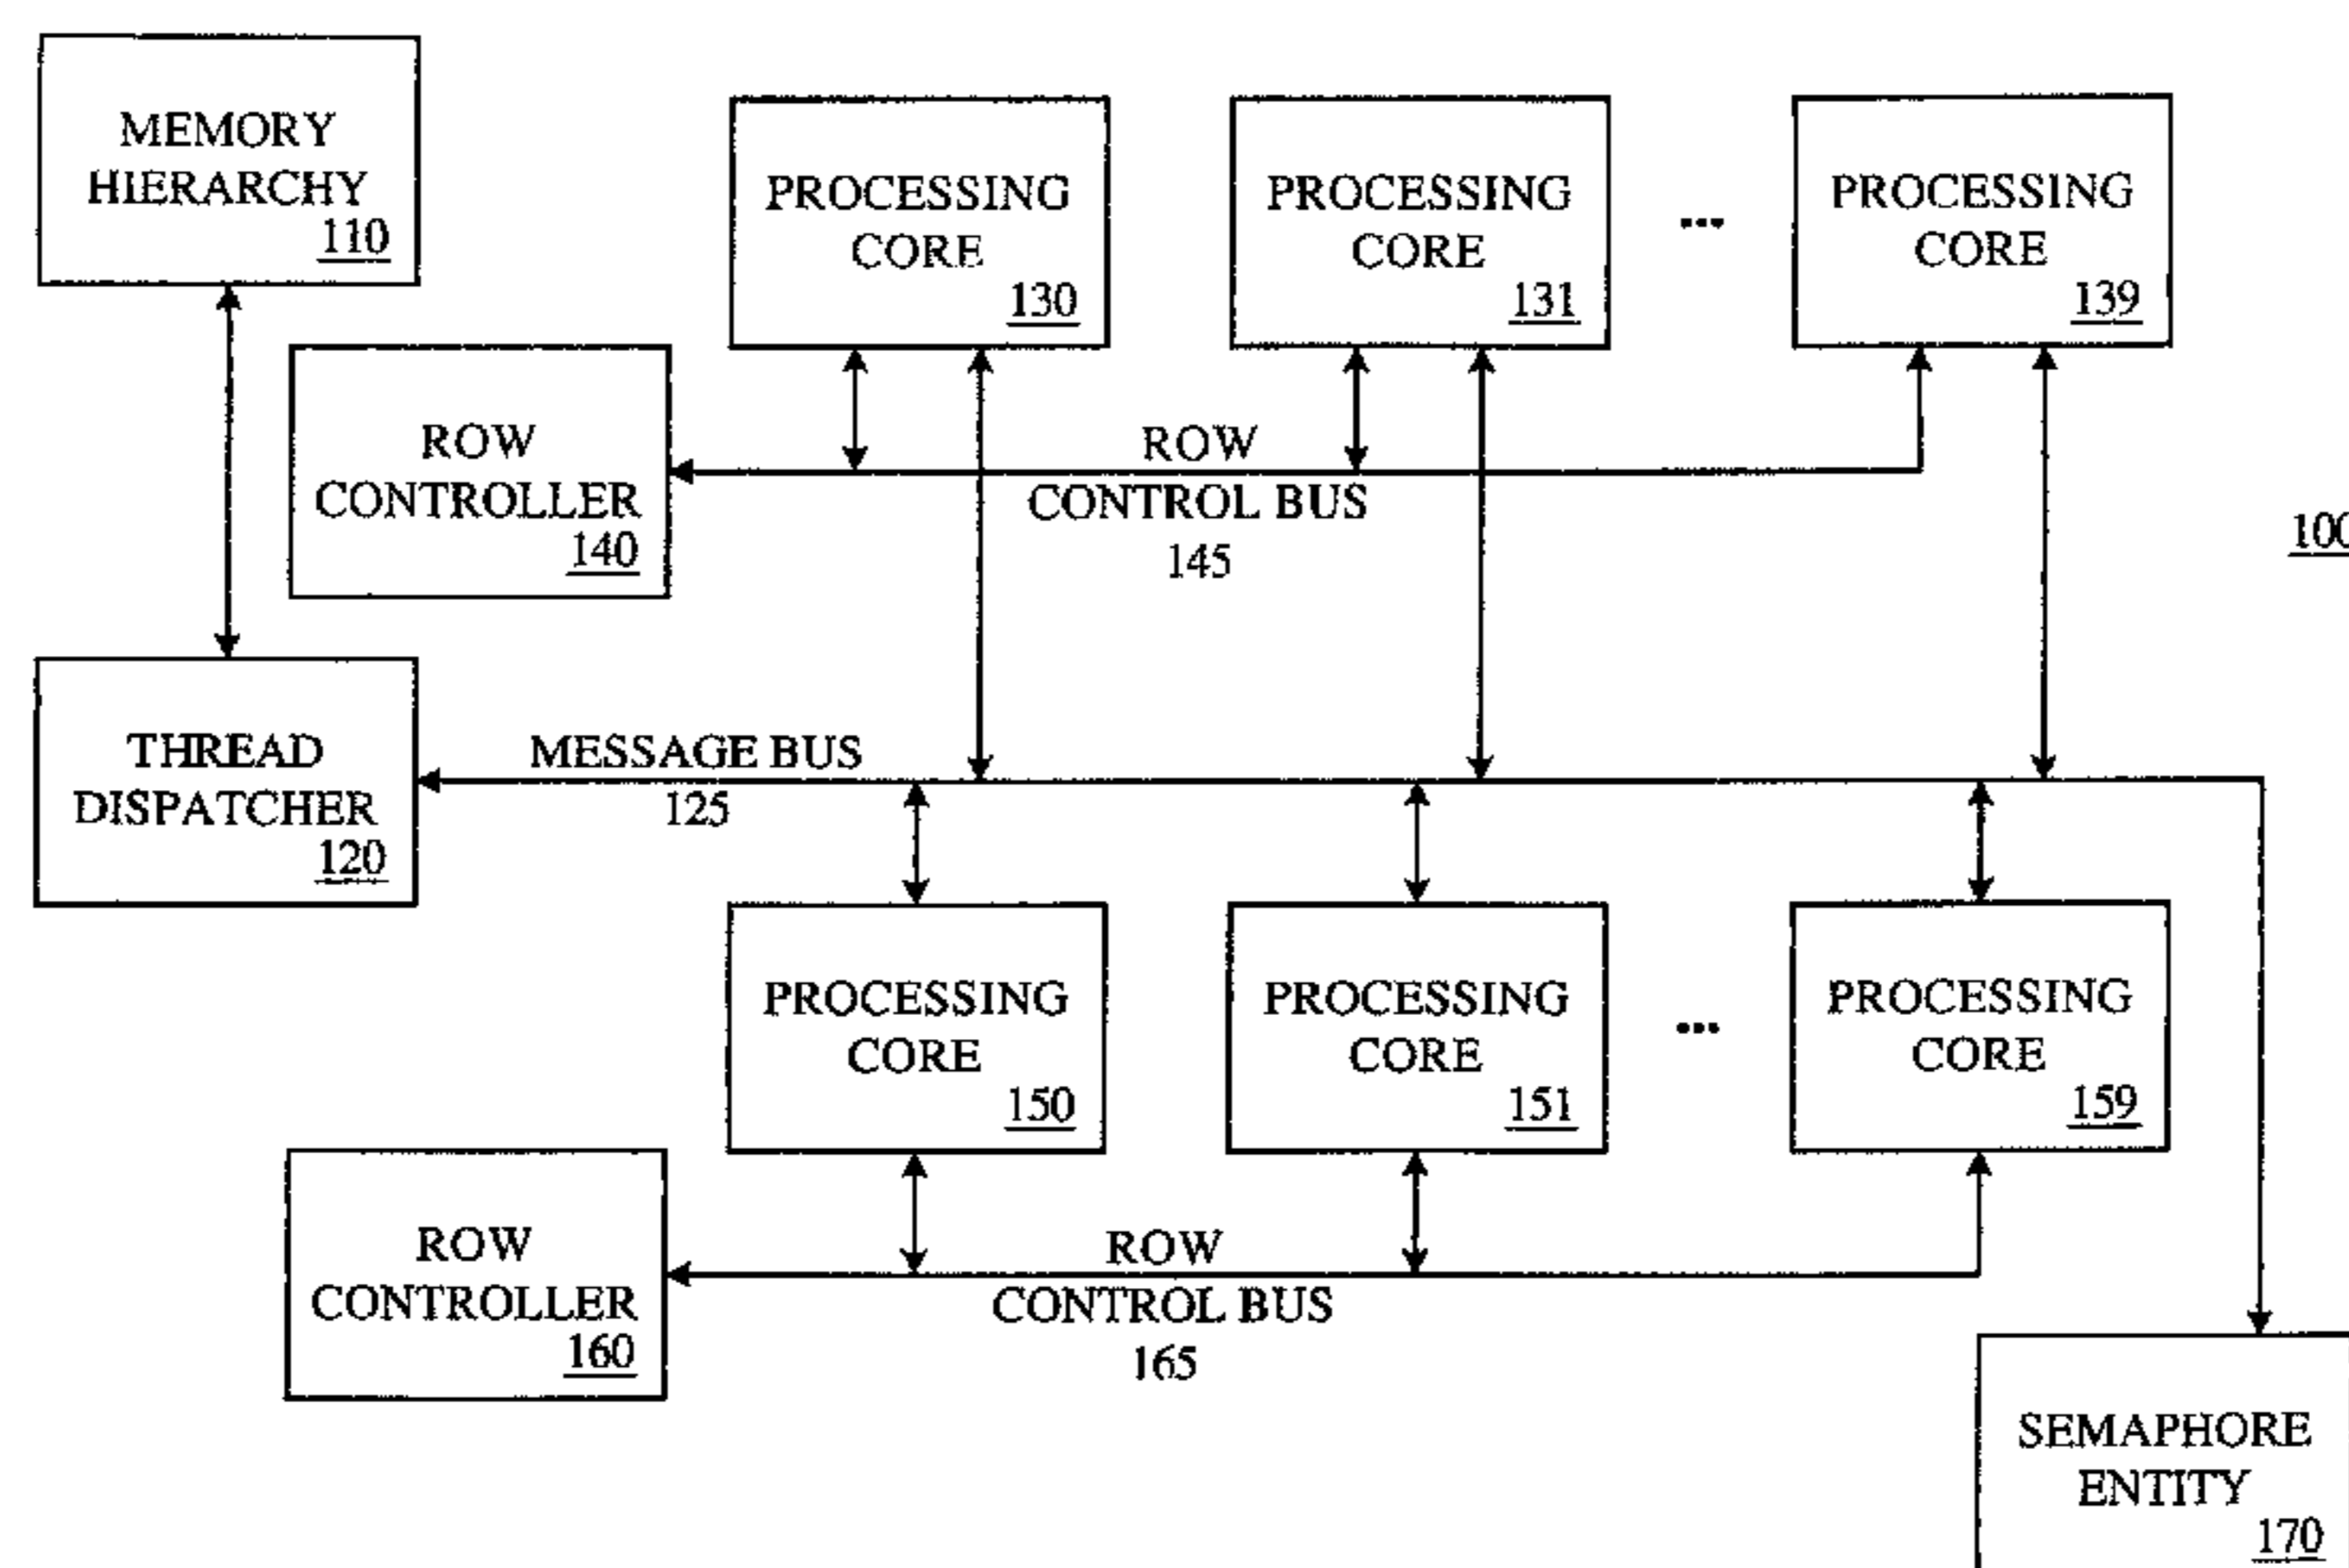 MEMORY
HIERARCHY
110
PROCESSING
CORE
130
PROCESSING
CORE
131
...
PROCESSING
CORE
139
ROW
CONTROLLER
140
ROW
CONTROL BUS
145
100
THREAD
DISPATCHER
120
MESSAGE BUS
125
PROCESSING
CORE
150
PROCESSING
CORE
151
...
PROCESSING
CORE
159
ROW
CONTROLLER
160
ROW
CONTROL BUS
165
SEMAPHORE
ENTITY
170